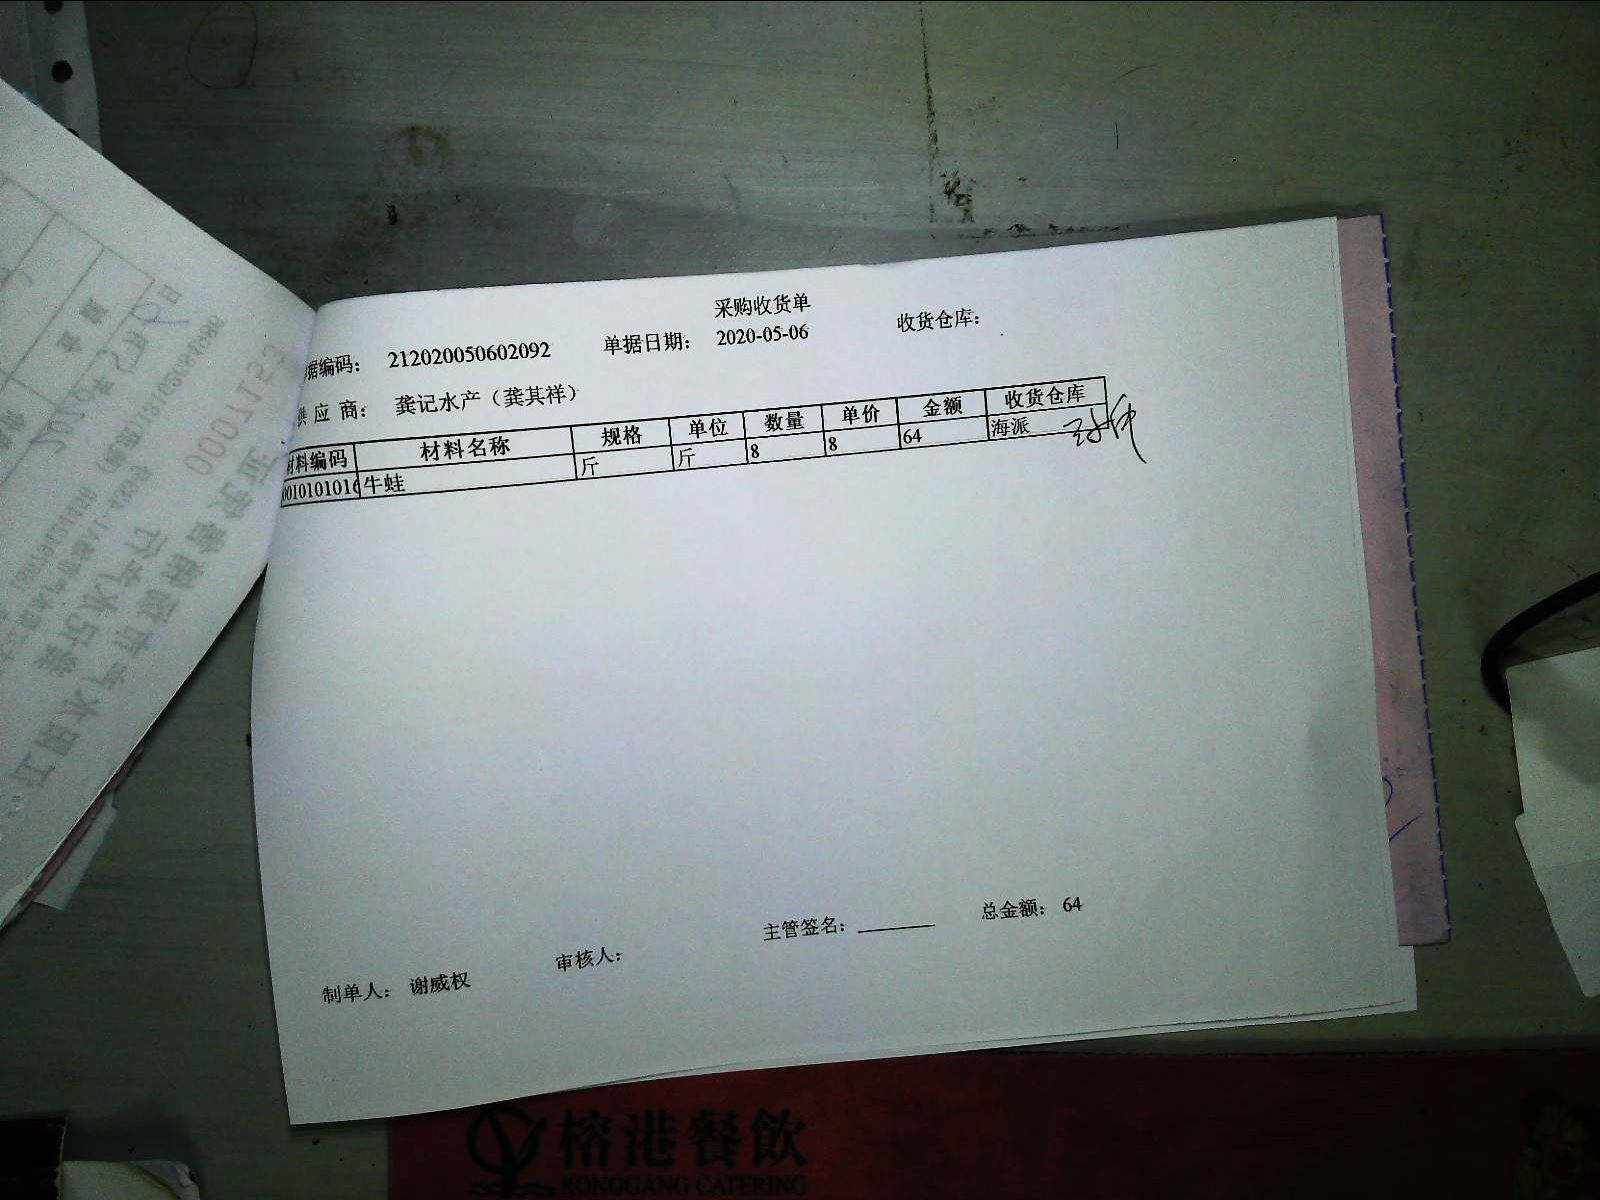 采购收货单
据编码： 212020050602092 单据日期： 2020-05-06 收货仓库：
供 应 商： 龚记水产（龚其祥）
材料编码 材料名称 规格 单位 数量 单价 金额 收货仓库
001010101 牛蛙 斤 斤 8 8 64 海派
制单人： 谢威权 审核人： 主管签名： 总金额： 64
0007153
榕港餐飲
RONGGANG CATERING